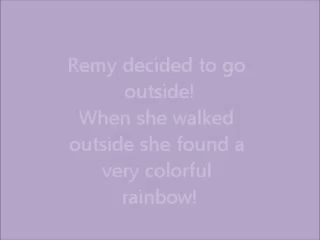 Remy decided to go
outside!
When she walked
outside she found a
very colorful
rainbow!